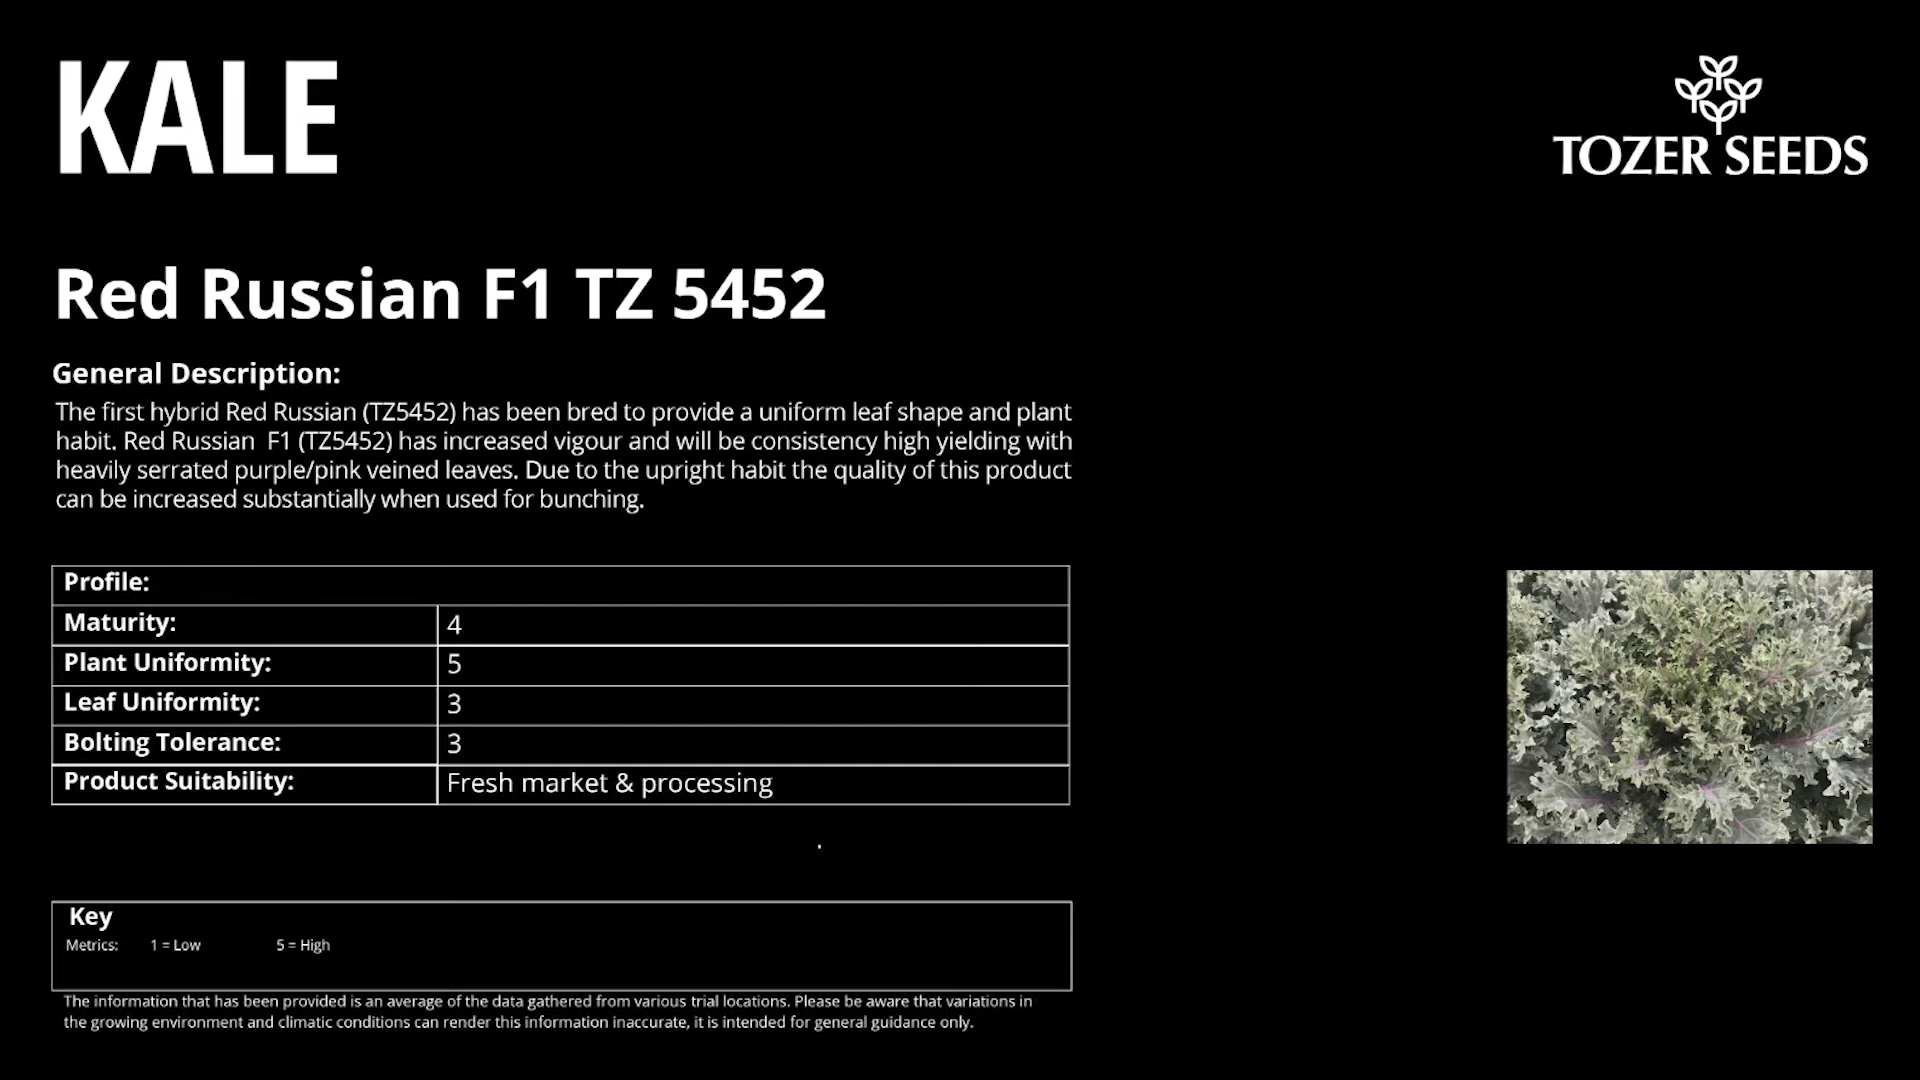 KALE
TOZER SEEDS
Red Russian F1 TZ 5452
General Description:
The first hybrid Red Russian (TZ5452) has been bred to provide a uniform leaf shape and plant
habit. Red Russian  F1 (TZ5452) has increased vigour and will be consistency high yielding with
heavily serrated purple/pink veined leaves. Due to the upright habit the quality of this product
can be increased substantially when used for bunching.
Profile:
Maturity: 4
Plant Uniformity: 5
Leaf Uniformity: 3
Bolting Tolerance: 3
Product Suitability: Fresh market & processing
.
Key
Metrics: 1 = Low 5 = High
The information that has been provided is an average of the data gathered from various trial locations. Please be aware that variations in
the growing environment and climatic conditions can render this information inaccurate, it is intended for general guidance only.